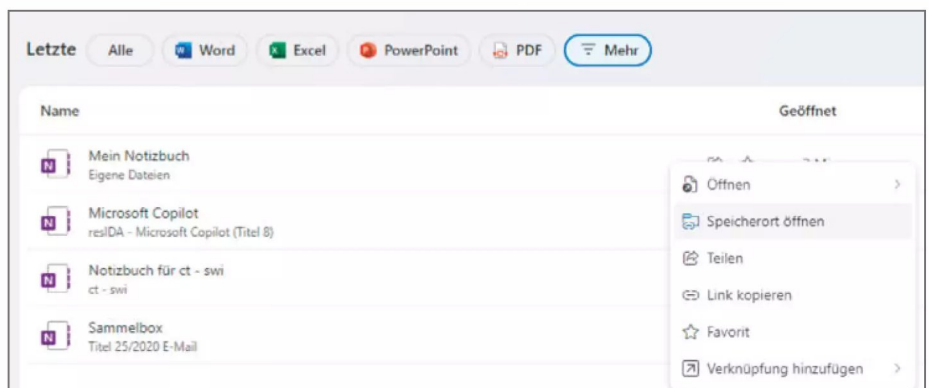 Letzte Alle Word Excel PowerPoint PDF Mehr
Name Geöffnet
Mein Notizbuch
Eigene Dateien
Microsoft Copilot
resIDA - Microsoft Copilot (Titel 8)
Notizbuch für ct - swi
ct - swi
Sammelbox
Titel 25/2020 E-Mail
Öffnen
Speicherort öffnen
Teilen
Link kopieren
Favorit
Verknüpfung hinzufügen